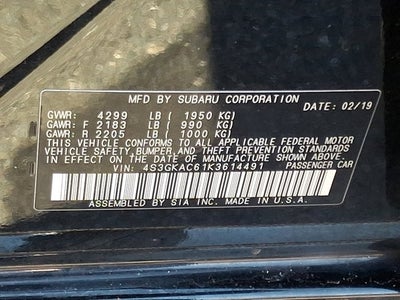 MFD BY SUBARU CORPORATION
DATE: 02/19
GVWR: 4299 LB ( 1950 KG)
GAWR: F 2183 LB ( 990 KG)
GAWR: R 2205 LB ( 1000 KG)
THIS VEHICLE CONFORMS TO ALL APPLICABLE FEDERAL MOTOR
VEHICLE SAFETY, BUMPER, AND THEFT PREVENTION STANDARDS
IN EFFECT ON THE DATE OF MANUFACTURE SHOWN ABOVE.
VIN: 4S3GKAC61K3614491 PASSENGER CAR
ASSEMBLED BY SIA INC. MADE IN U.S.A.